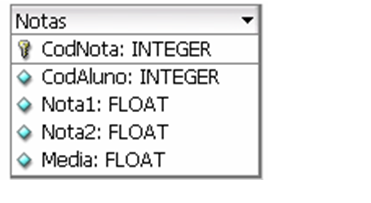 Notas
CodNota: INTEGER
CodAluno: INTEGER
Nota1: FLOAT
Nota2: FLOAT
Media: FLOAT